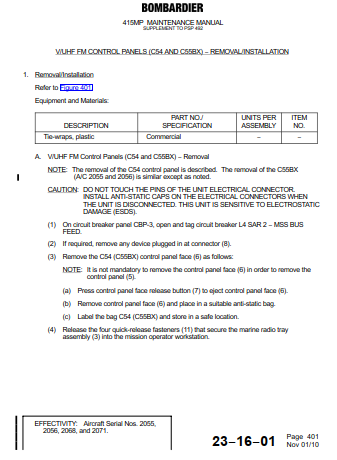 BOMBARDIER
415MP MAINTENANCE MANUAL
SUPPLEMENT TO PSP 492
V/UHF FM CONTROL PANELS (C54 AND C55BX) – REMOVAL/INSTALLATION
1. Removal/Installation
Refer to Figure 401.
Equipment and Materials:
DESCRIPTION PART NO./ SPECIFICATION UNITS PER ASSEMBLY ITEM NO.
Tie-wraps, plastic Commercial – –
A. V/UHF FM Control Panels (C54 and C55BX) – Removal
NOTE: The removal of the C54 control panel is described. The removal of the C55BX
(A/C 2055 and 2056) is similar except as noted.
CAUTION: DO NOT TOUCH THE PINS OF THE UNIT ELECTRICAL CONNECTOR.
INSTALL ANTI-STATIC CAPS ON THE ELECTRICAL CONNECTORS WHEN
THE UNIT IS DISCONNECTED. THIS UNIT IS SENSITIVE TO ELECTROSTATIC
DAMAGE (ESDS).
(1) On circuit breaker panel CBP-3, open and tag circuit breaker L4 SAR 2 – MSS BUS
FEED.
(2) If required, remove any device plugged in at connector (8).
(3) Remove the C54 (C55BX) control panel face (6) as follows:
NOTE: It is not mandatory to remove the control panel face (6) in order to remove the
control panel (5).
(a) Press control panel face release button (7) to eject control panel face (6).
(b) Remove control panel face (6) and place in a suitable anti-static bag.
(c) Label the bag C54 (C55BX) and store in a safe location.
(4) Release the four quick-release fasteners (11) that secure the marine radio tray
assembly (3) into the mission operator workstation.
EFFECTIVITY: Aircraft Serial Nos. 2055,
2056, 2068, and 2071.
23–16–01
Page 401
Nov 01/10